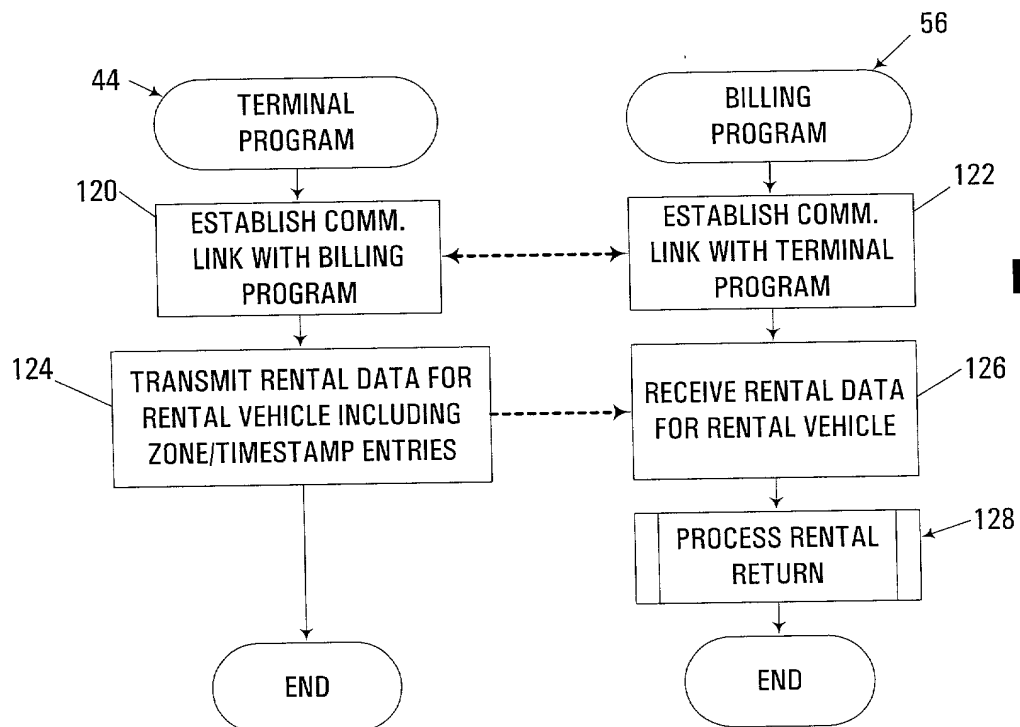 44
TERMINAL
PROGRAM
56
BILLING
PROGRAM
120
ESTABLISH COMM.
LINK WITH BILLING
PROGRAM
122
ESTABLISH COMM.
LINK WITH TERMINAL
PROGRAM
124
TRANSMIT RENTAL DATA FOR
RENTAL VEHICLE INCLUDING
ZONE/TIMESTAMP ENTRIES
126
RECEIVE RENTAL DATA
FOR RENTAL VEHICLE
128
PROCESS RENTAL
RETURN
END
END